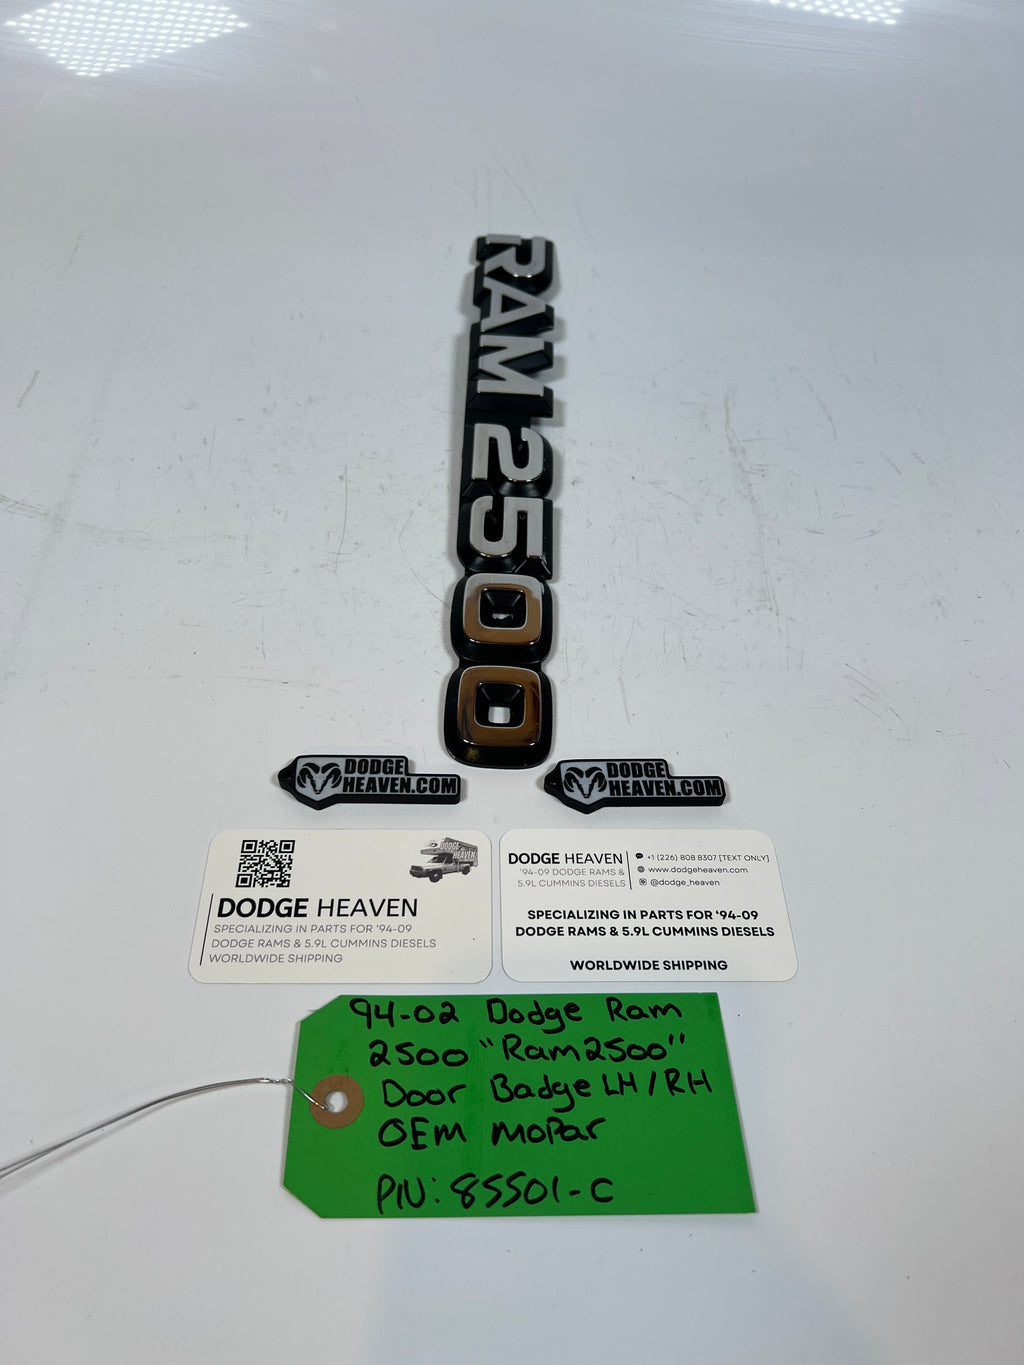 RAM 2500
DODGE
HEAVEN.COM
DODGE
HEAVEN.COM
DODGE
HEAVEN
DODGE HEAVEN
SPECIALIZING IN PARTS FOR '94-09
DODGE RAMS & 5.9L CUMMINS DIESELS
WORLDWIDE SHIPPING
DODGE HEAVEN
'94-09 DODGE RAMS &
5.9L CUMMINS DIESELS
+1 (226) 808 8307 [TEXT ONLY]
www.dodgeheaven.com
@dodge_heaven
SPECIALIZING IN PARTS FOR '94-09
DODGE RAMS & 5.9L CUMMINS DIESELS
WORLDWIDE SHIPPING
94-02 Dodge Ram
2500 "Ram2500"
Door Badge LH/RH
OEM Mopar
P/N: 85501-C